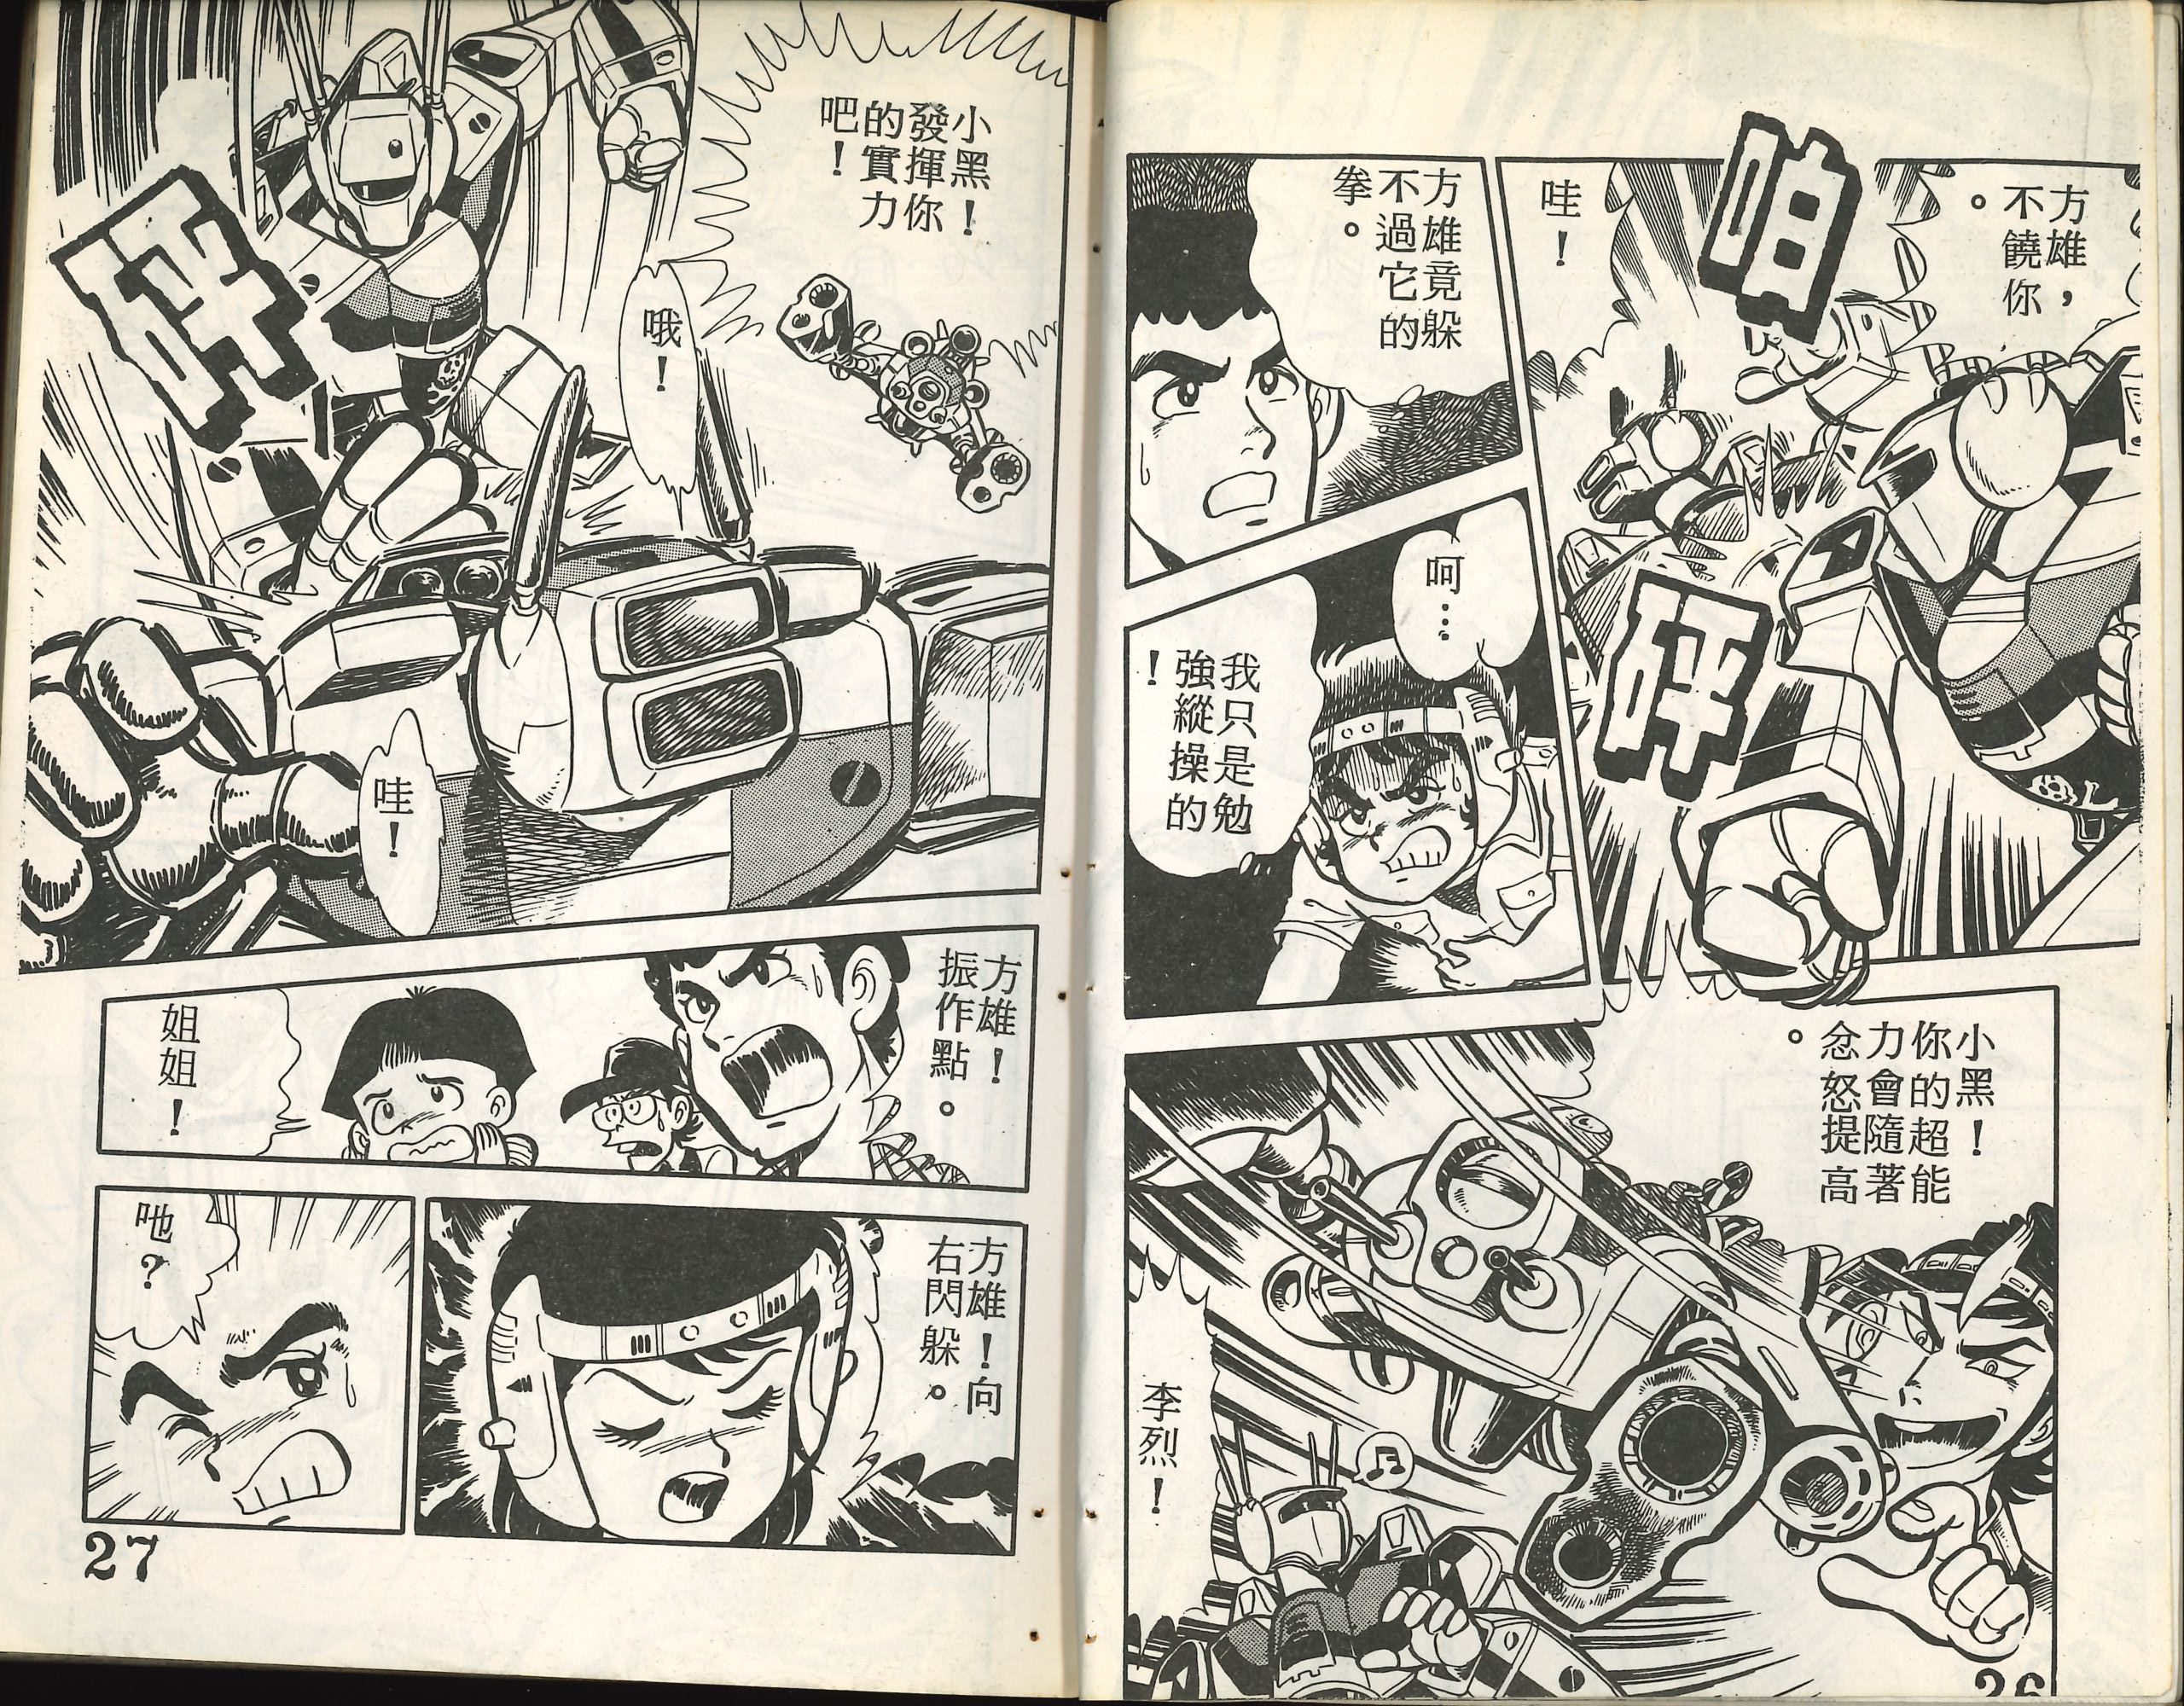 方雄，
不饒你
。
咱
哇！
砰
方雄竟躲
不過它的
拳。
呵…
我只是勉
強縱操的
！
小黑！
你的超能
力會隨著
忿怒提高
。
李烈！
26
小黑！
發揮你
的實力
吧！
哦！
砰
哇！
方雄！
振作點。
姐姐！
方雄！向
右閃躲。
吔？
27